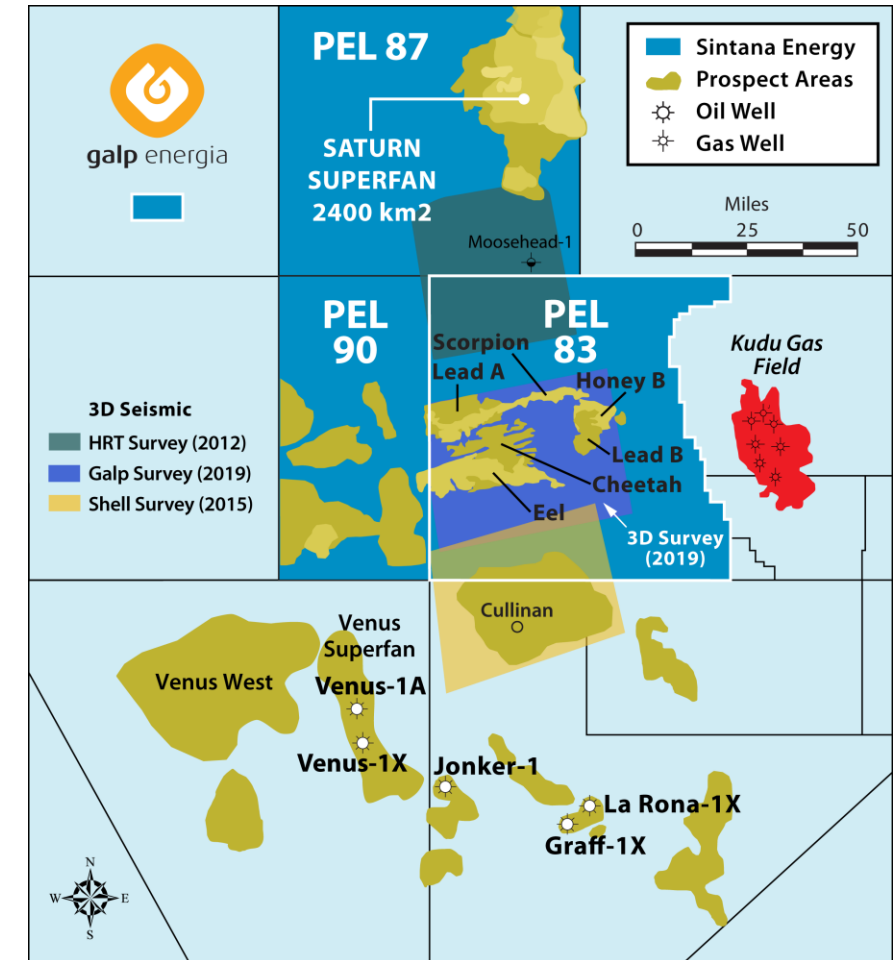 PEL 87
galp energia
SATURN
SUPERFAN
2400 km2
Sintana Energy
Prospect Areas
Oil Well
Gas Well
Miles
0 25 50
Moosehead-1
PEL
90
PEL
83
Scorpion
Lead A
Honey B
Lead B
Cheetah
Eel
3D Survey
(2019)
Kudu Gas
Field
3D Seismic
HRT Survey (2012)
Galp Survey (2019)
Shell Survey (2015)
Cullinan
Venus
Superfan
Venus West
Venus-1A
Venus-1X
Jonker-1
La Rona-1X
Graff-1X
N
W E
S